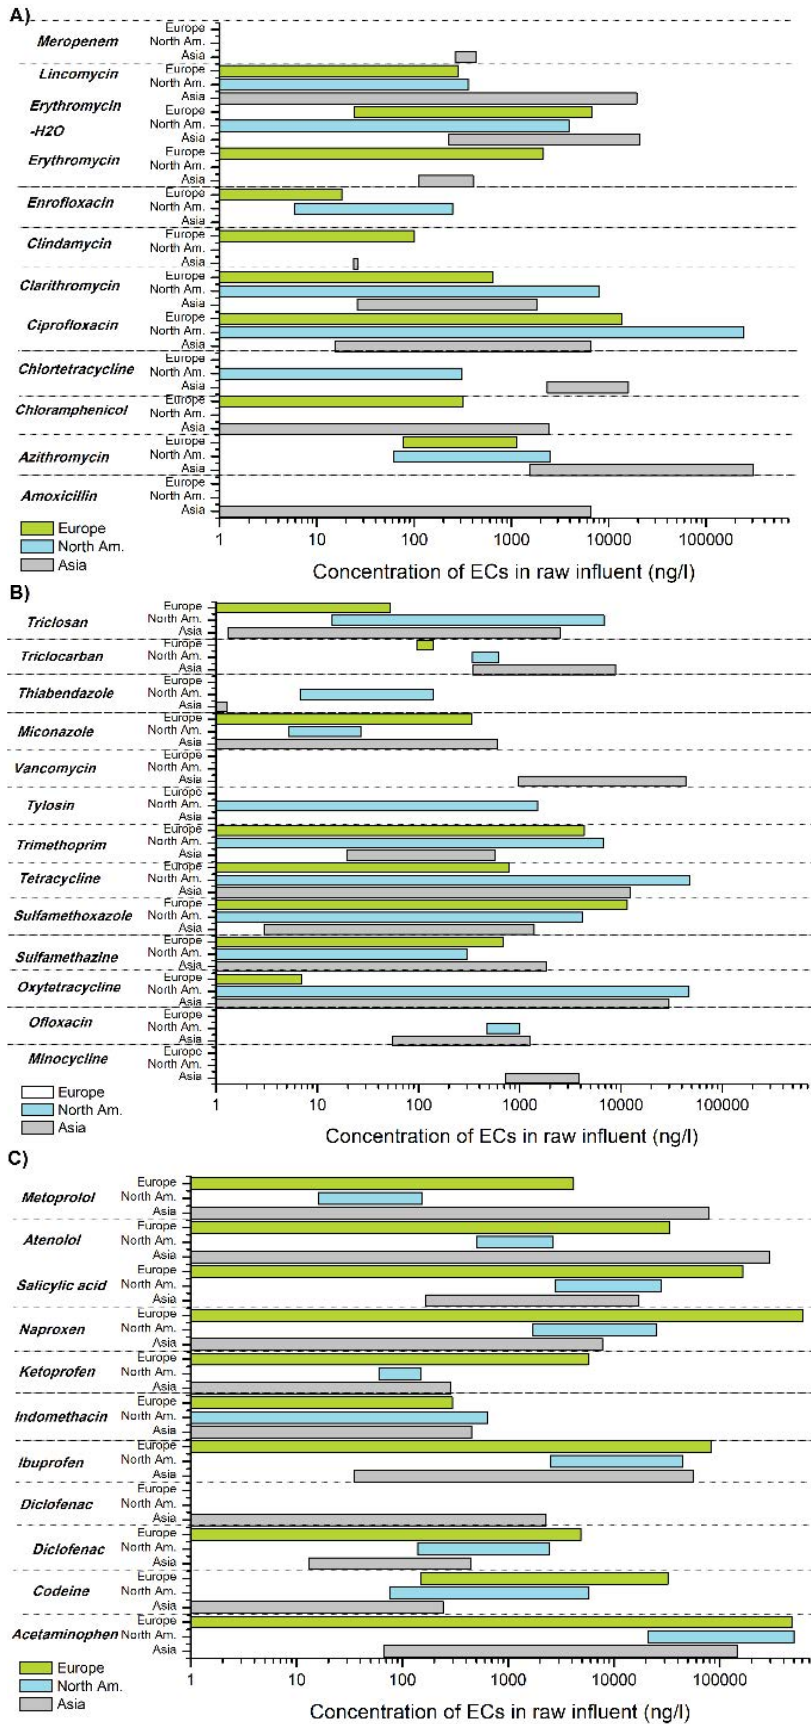 A)
Meropenem
Europe
North Am.
Asia
Lincomycin
Europe
North Am.
Asia
Erythromycin
-H2O
Europe
North Am.
Asia
Erythromycin
Europe
North Am.
Asia
Enrofloxacin
Europe
North Am.
Asia
Clindamycin
Europe
North Am.
Asia
Clarithromycin
Europe
North Am.
Asia
Ciprofloxacin
Europe
North Am.
Asia
Chlortetracycline
Europe
North Am.
Asia
Chloramphenicol
Europe
North Am.
Asia
Azithromycin
Europe
North Am.
Asia
Amoxicillin
Europe
North Am.
Asia
Europe
North Am.
Asia
1 10 100 1000 10000 100000
Concentration of ECs in raw influent (ng/l)
B)
Triclosan
Europe
North Am.
Asia
Triclocarban
Europe
North Am.
Asia
Thiabendazole
Europe
North Am.
Asia
Miconazole
Europe
North Am.
Asia
Vancomycin
Europe
North Am.
Asia
Tylosin
Europe
North Am.
Asia
Trimethoprim
Europe
North Am.
Asia
Tetracycline
Europe
North Am.
Asia
Sulfamethoxazole
Europe
North Am.
Asia
Sulfamethazine
Europe
North Am.
Asia
Oxytetracycline
Europe
North Am.
Asia
Ofloxacin
Europe
North Am.
Asia
Minocycline
Europe
North Am.
Asia
Europe
North Am.
Asia
1 10 100 1000 10000 100000
Concentration of ECs in raw influent (ng/l)
C)
Metoprolol
Europe
North Am.
Asia
Atenolol
Europe
North Am.
Asia
Salicylic acid
Europe
North Am.
Asia
Naproxen
Europe
North Am.
Asia
Ketoprofen
Europe
North Am.
Asia
Indomethacin
Europe
North Am.
Asia
Ibuprofen
Europe
North Am.
Asia
Diclofenac
Europe
North Am.
Asia
Diclofenac
Europe
North Am.
Asia
Codeine
Europe
North Am.
Asia
Acetaminophen
Europe
North Am.
Asia
Europe
North Am.
Asia
1 10 100 1000 10000 100000
Concentration of ECs in raw influent (ng/l)